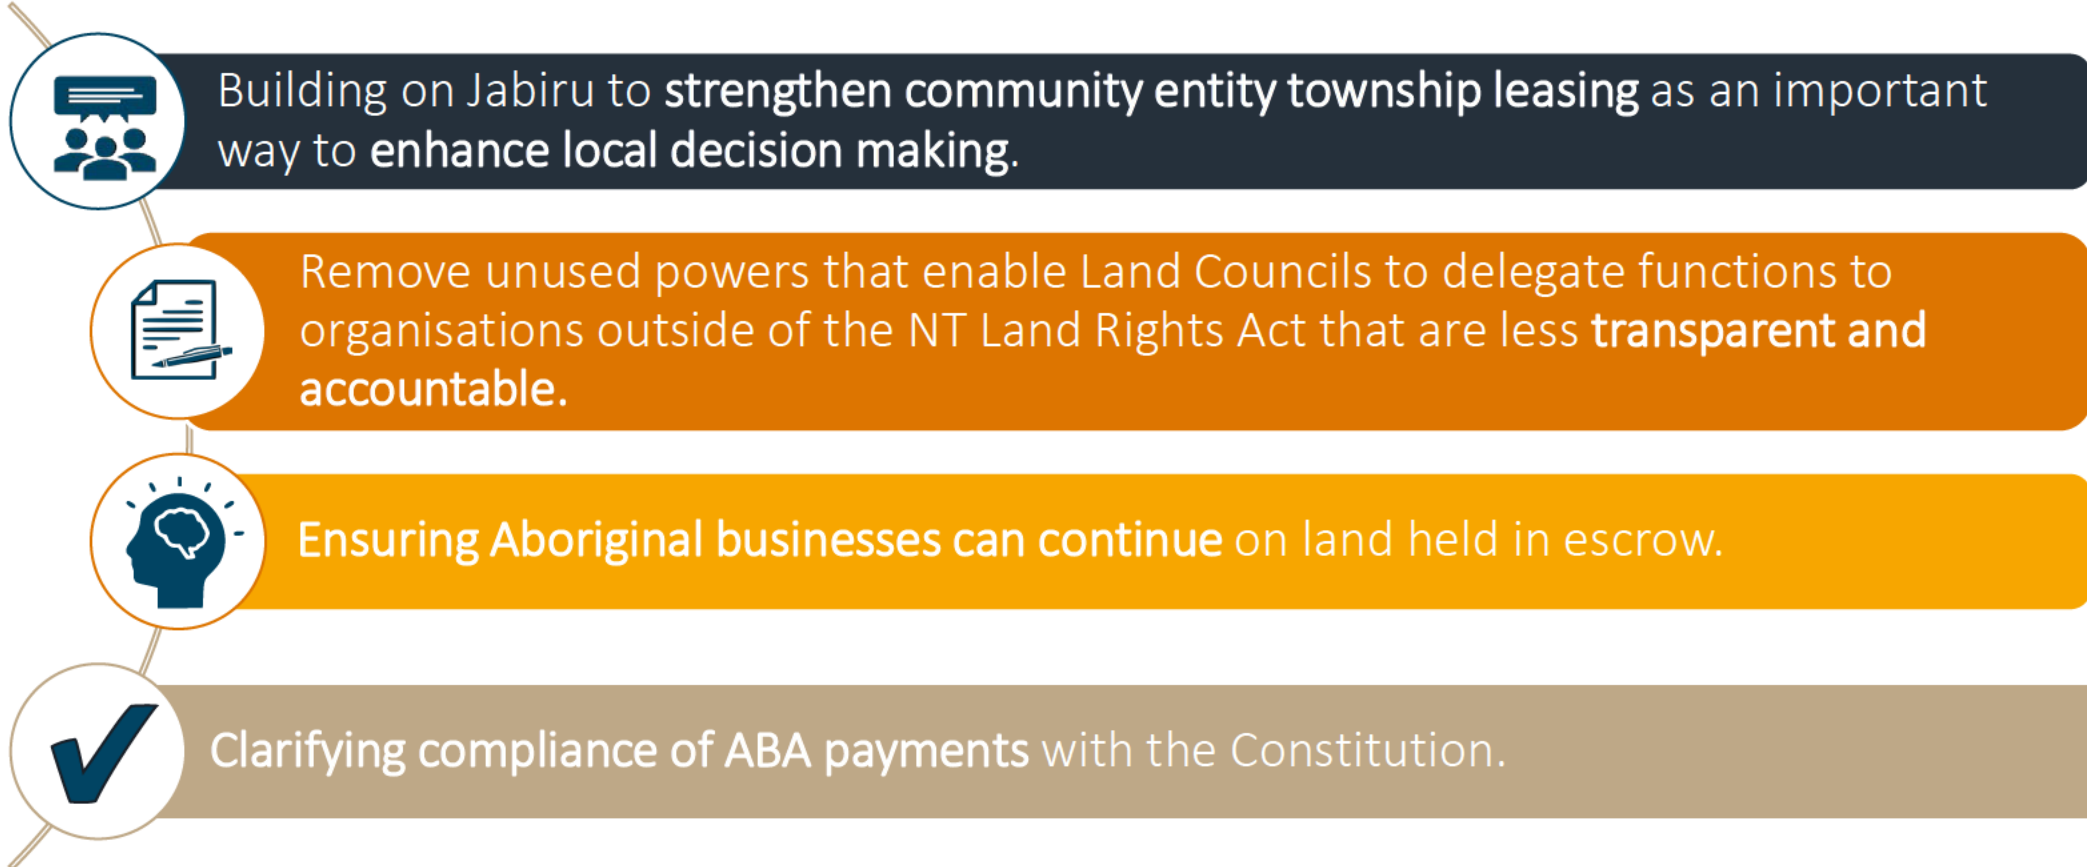 Building on Jabiru to strengthen community entity township leasing as an important
way to enhance local decision making.
Remove unused powers that enable Land Councils to delegate functions to
organisations outside of the NT Land Rights Act that are less transparent and
accountable.
Ensuring Aboriginal businesses can continue on land held in escrow.
Clarifying compliance of ABA payments with the Constitution.